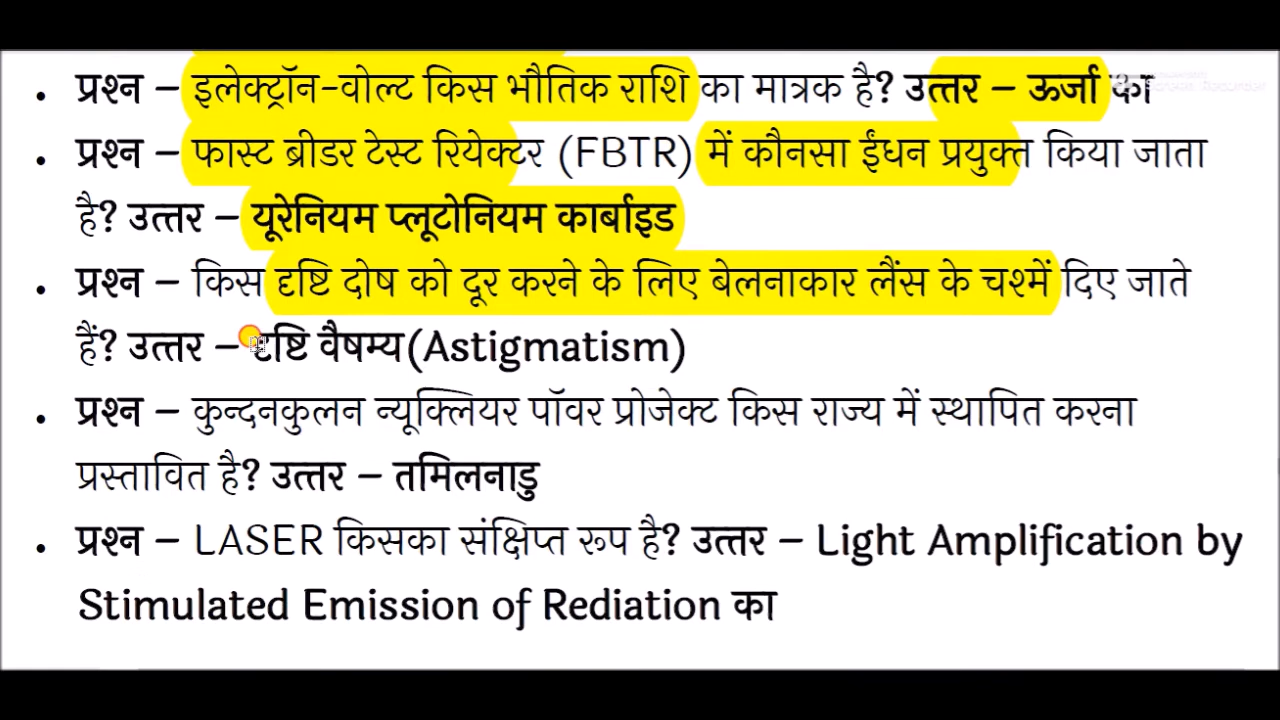 • प्रश्न – इलेक्ट्रॉन-वोल्ट किस भौतिक राशि का मात्रक है? उत्तर – ऊर्जा का
• प्रश्न – फास्ट ब्रीडर टेस्ट रियेक्टर (FBTR) में कौनसा ईंधन प्रयुक्त किया जाता
है? उत्तर – यूरेनियम प्लूटोनियम कार्बाइड
• प्रश्न – किस दृष्टि दोष को दूर करने के लिए बेलनाकार लैंस के चश्में दिए जाते
हैं? उत्तर – दृष्टि वैषम्य(Astigmatism)
• प्रश्न – कुन्दनकुलन न्यूक्लियर पॉवर प्रोजेक्ट किस राज्य में स्थापित करना
प्रस्तावित है? उत्तर – तमिलनाडु
• प्रश्न – LASER किसका संक्षिप्त रूप है? उत्तर – Light Amplification by
Stimulated Emission of Rediation का